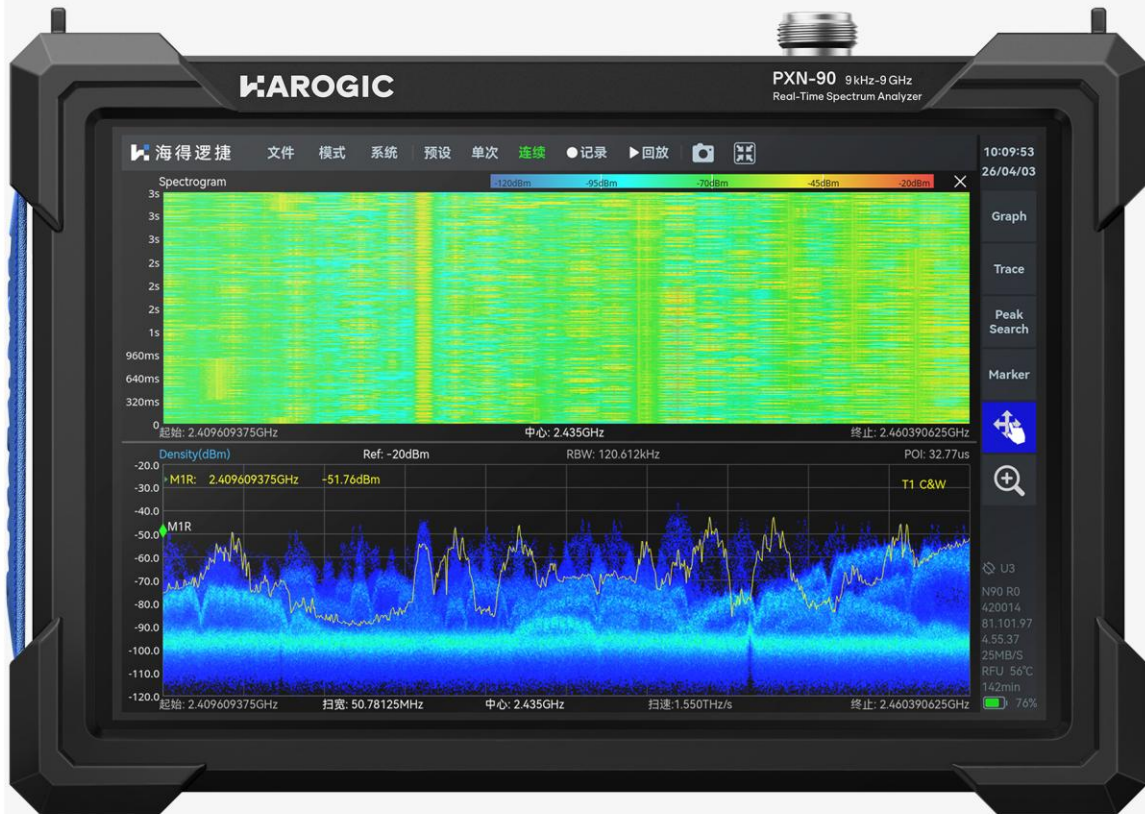 HAROGIC
PXN-90 9kHz-9GHz
Real-Time Spectrum Analyzer
海得逻捷 文件 模式 系统 预设 单次 连续 记录 回放
10:09:53
26/04/03
Spectrogram -120dBm -95dBm -70dBm -45dBm -20dBm
3s
3s
3s
2s
2s
2s
1s
960ms
640ms
320ms
0
起始: 2.409609375GHz 中心: 2.435GHz 终止: 2.460390625GHz
Density(dBm) Ref: -20dBm RBW: 120.612kHz POI: 32.77us
M1R: 2.409609375GHz -51.76dBm
T1 C&W
M1R
-20.0
-30.0
-40.0
-50.0
-60.0
-70.0
-80.0
-90.0
-100.0
-110.0
-120.0
起始: 2.409609375GHz 扫宽: 50.78125MHz 中心: 2.435GHz 扫速:1.550THz/s 终止: 2.460390625GHz
Graph
Trace
Peak
Search
Marker
U3
N90 R0
420014
81.101.97
4.55.37
25MB/S
RFU 56℃
142min
76%